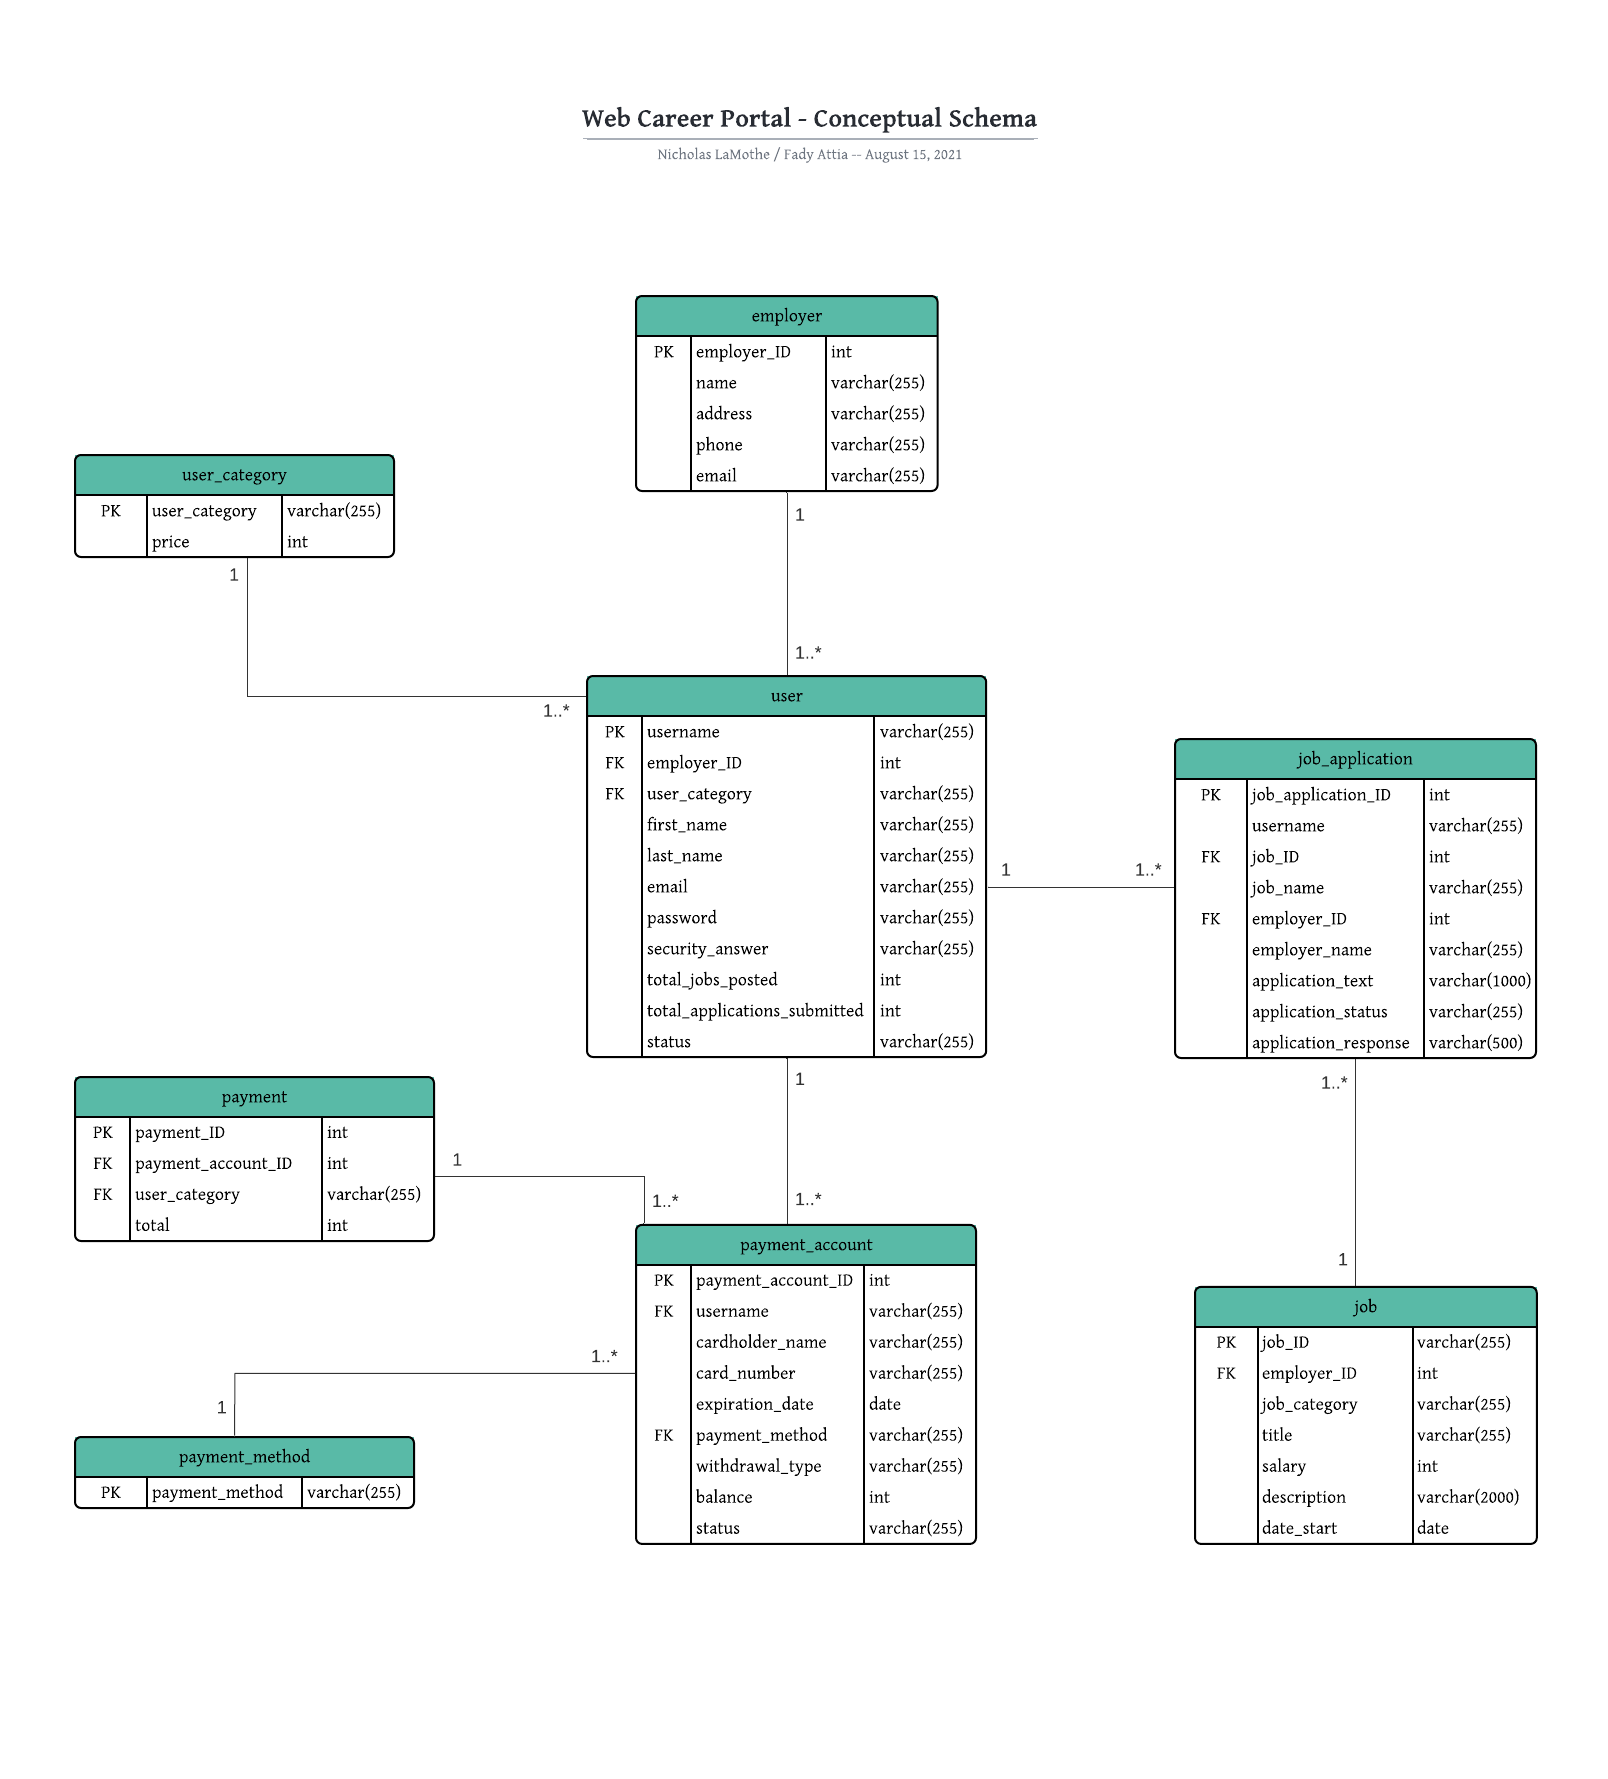 Web Career Portal - Conceptual Schema
Nicholas LaMothe / Fady Attia -- August 15, 2021
employer
PK employer_ID int
name varchar(255)
address varchar(255)
phone varchar(255)
email varchar(255)
1
1..*
user_category
PK user_category varchar(255)
price int
1
1..*
user
PK username varchar(255)
FK employer_ID int
FK user_category varchar(255)
first_name varchar(255)
last_name varchar(255)
email varchar(255)
password varchar(255)
security_answer varchar(255)
total_jobs_posted int
total_applications_submitted int
status varchar(255)
1 1..*
job_application
PK job_application_ID int
username varchar(255)
FK job_ID int
job_name varchar(255)
FK employer_ID int
employer_name varchar(255)
application_text varchar(1000)
application_status varchar(255)
application_response varchar(500)
1..*
1
1
1..*
payment
PK payment_ID int
FK payment_account_ID int
FK user_category varchar(255)
total int
1
1..*
payment_account
PK payment_account_ID int
FK username varchar(255)
cardholder_name varchar(255)
card_number varchar(255)
expiration_date date
FK payment_method varchar(255)
withdrawal_type varchar(255)
balance int
status varchar(255)
1..*
1
payment_method
PK payment_method varchar(255)
job
PK job_ID varchar(255)
FK employer_ID int
job_category varchar(255)
title varchar(255)
salary int
description varchar(2000)
date_start date